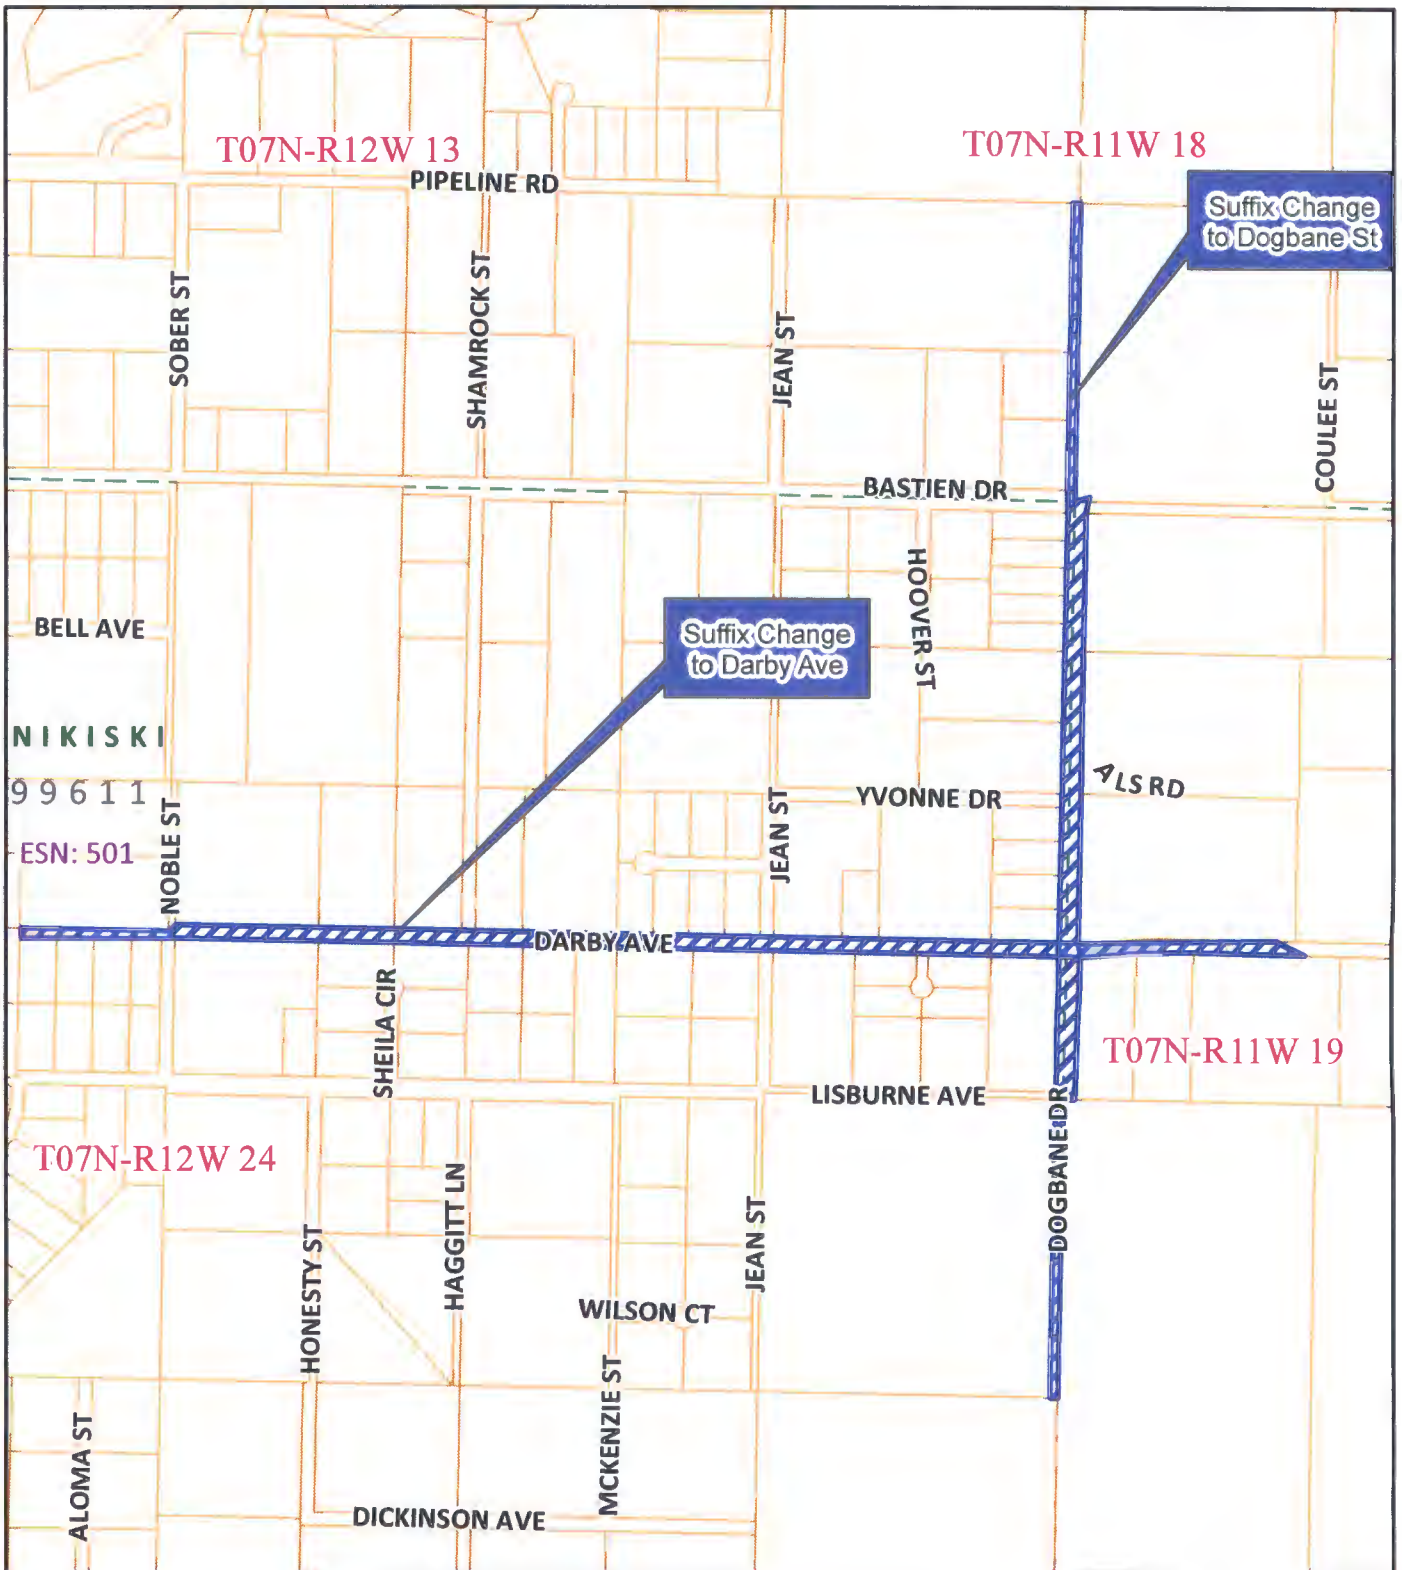 T07N-R12W 13
T07N-R11W 18
PIPELINE RD
Suffix Change
to Dogbane St
SOBER ST
SHAMROCK ST
JEAN ST
COULEE ST
BASTIEN DR
HOOVER ST
BELL AVE
Suffix Change
to Darby Ave
NIKISKI
99611
ESN: 501
NOBLE ST
JEAN ST
YVONNE DR
ALS RD
DARBY AVE
SHEILA CIR
T07N-R11W 19
LISBURNE AVE
DOGBANE DR
T07N-R12W 24
HONESTY ST
HAGGITT LN
JEAN ST
WILSON CT
MCKENZIE ST
ALOMA ST
DICKINSON AVE